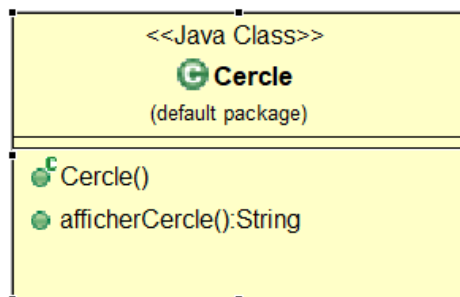 <<Java Class>>
Cercle
(default package)
Cercle()
afficherCercle():String